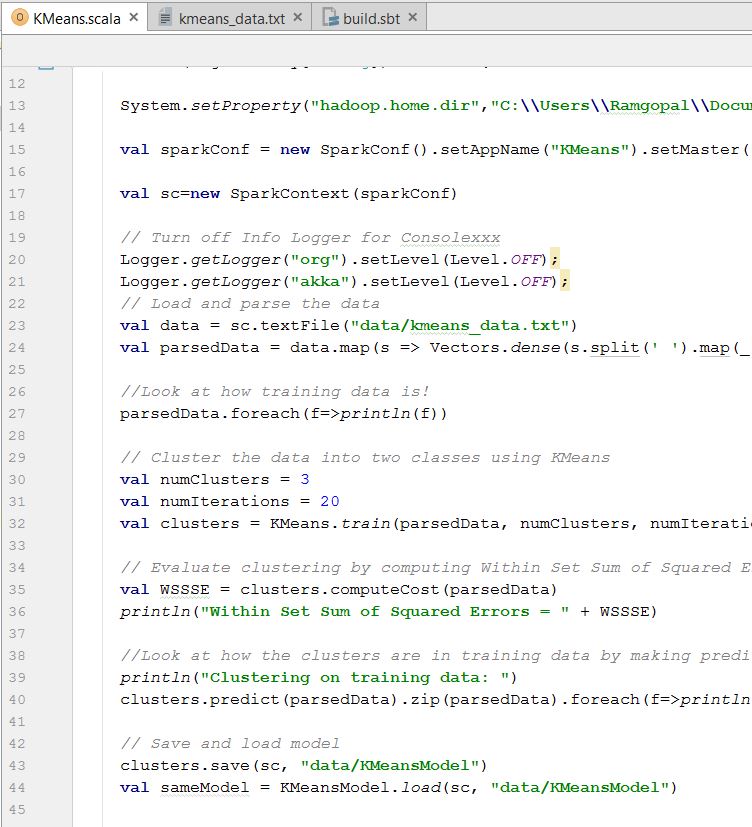 KMeans.scala × kmeans_data.txt × build.sbt ×
12
13 System.setProperty("hadoop.home.dir","C:\\Users\\Ramgopal\\Docu
14
15 val sparkConf = new SparkConf().setAppName("KMeans").setMaster(
16
17 val sc=new SparkContext(sparkConf)
18
19 // Turn off Info Logger for Consolexxx
20 Logger.getLogger("org").setLevel(Level.OFF);
21 Logger.getLogger("akka").setLevel(Level.OFF);
22 // Load and parse the data
23 val data = sc.textFile("data/kmeans_data.txt")
24 val parsedData = data.map(s => Vectors.dense(s.split(' ').map(_
25
26 //Look at how training data is!
27 parsedData.foreach(f=>println(f))
28
29 // Cluster the data into two classes using KMeans
30 val numClusters = 3
31 val numIterations = 20
32 val clusters = KMeans.train(parsedData, numClusters, numIterati
33
34 // Evaluate clustering by computing Within Set Sum of Squared E
35 val WSSSE = clusters.computeCost(parsedData)
36 println("Within Set Sum of Squared Errors = " + WSSSE)
37
38 //Look at how the clusters are in training data by making predi
39 println("Clustering on training data: ")
40 clusters.predict(parsedData).zip(parsedData).foreach(f=>println
41
42 // Save and load model
43 clusters.save(sc, "data/KMeansModel")
44 val sameModel = KMeansModel.load(sc, "data/KMeansModel")
45